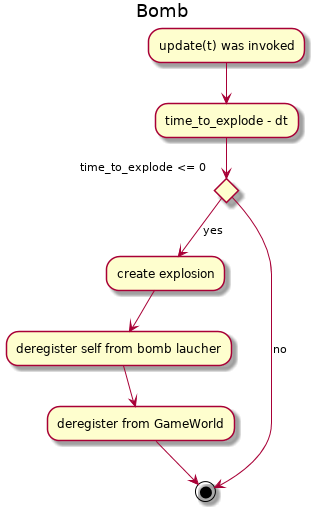 Bomb
update(t) was invoked
time_to_explode - dt
time_to_explode <= 0
yes
create explosion
deregister self from bomb laucher
no
deregister from GameWorld